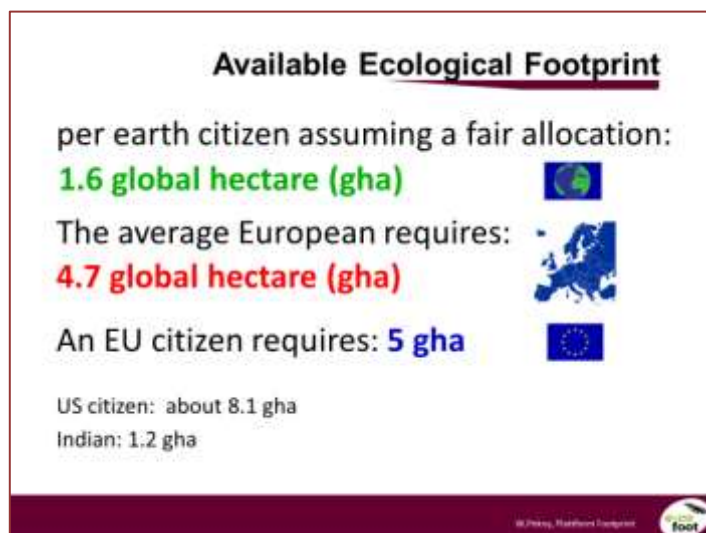 Available Ecological Footprint
per earth citizen assuming a fair allocation:
1.6 global hectare (gha)
The average European requires:
4.7 global hectare (gha)
An EU citizen requires: 5 gha
US citizen: about 8.1 gha
Indian: 1.2 gha
Footprint
foot